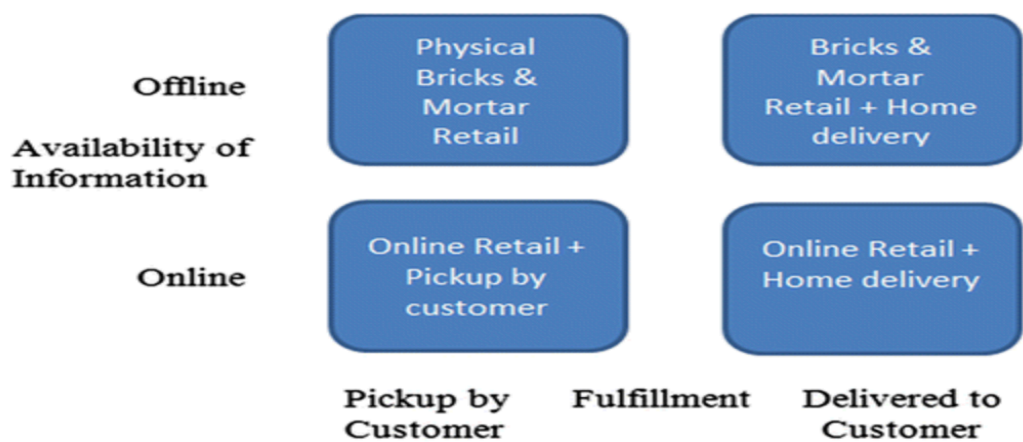 Physical
Bricks &
Mortar
Retail
Bricks &
Mortar
Retail + Home
delivery
Offline
Availability of
Information
Online Retail +
Pickup by
customer
Online Retail +
Home delivery
Online
Pickup by
Customer
Fulfillment
Delivered to
Customer